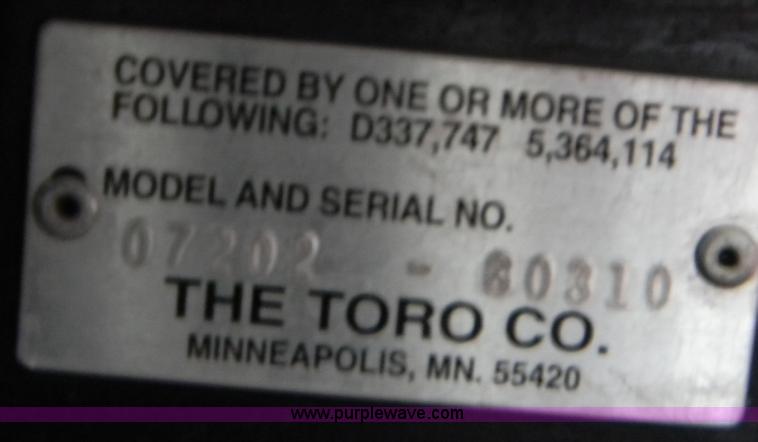 COVERED BY ONE OR MORE OF THE
FOLLOWING: D337,747 5,364,114
MODEL AND SERIAL NO.
07202 - 80310
THE TORO CO.
MINNEAPOLIS, MN. 55420
www.purplewave.com